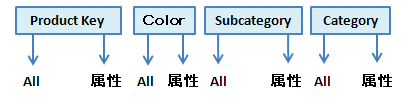 Product Key Color Subcategory Category
All 属性 All 属性 All 属性 All 属性